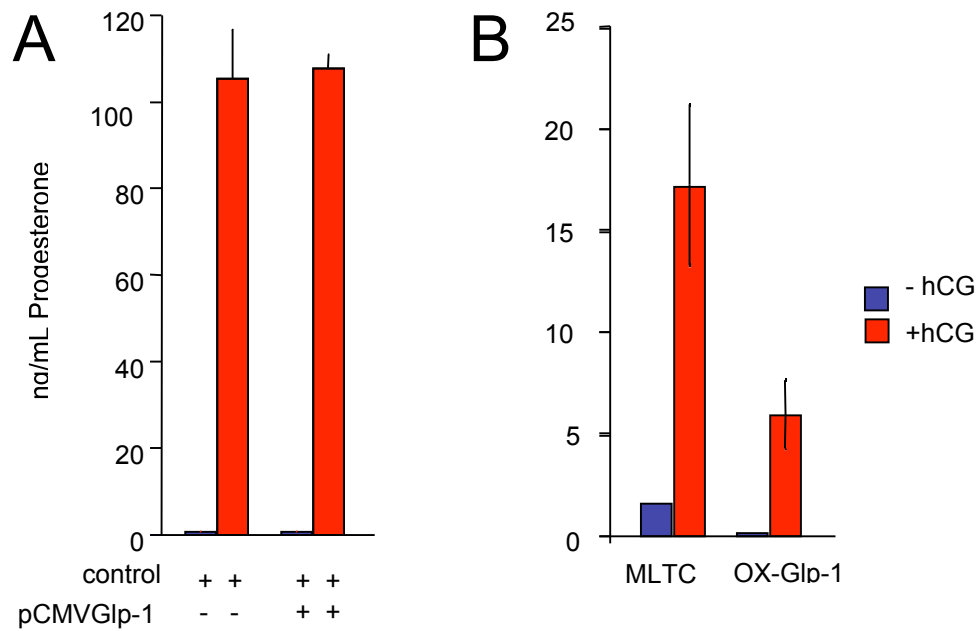 A
B
ng/mL Progesterone
120
100
80
60
40
20
0
control + + + +
pCMVGlp-1 - - + +
25
20
15
10
5
0
MLTC OX-Glp-1
- hCG
+hCG